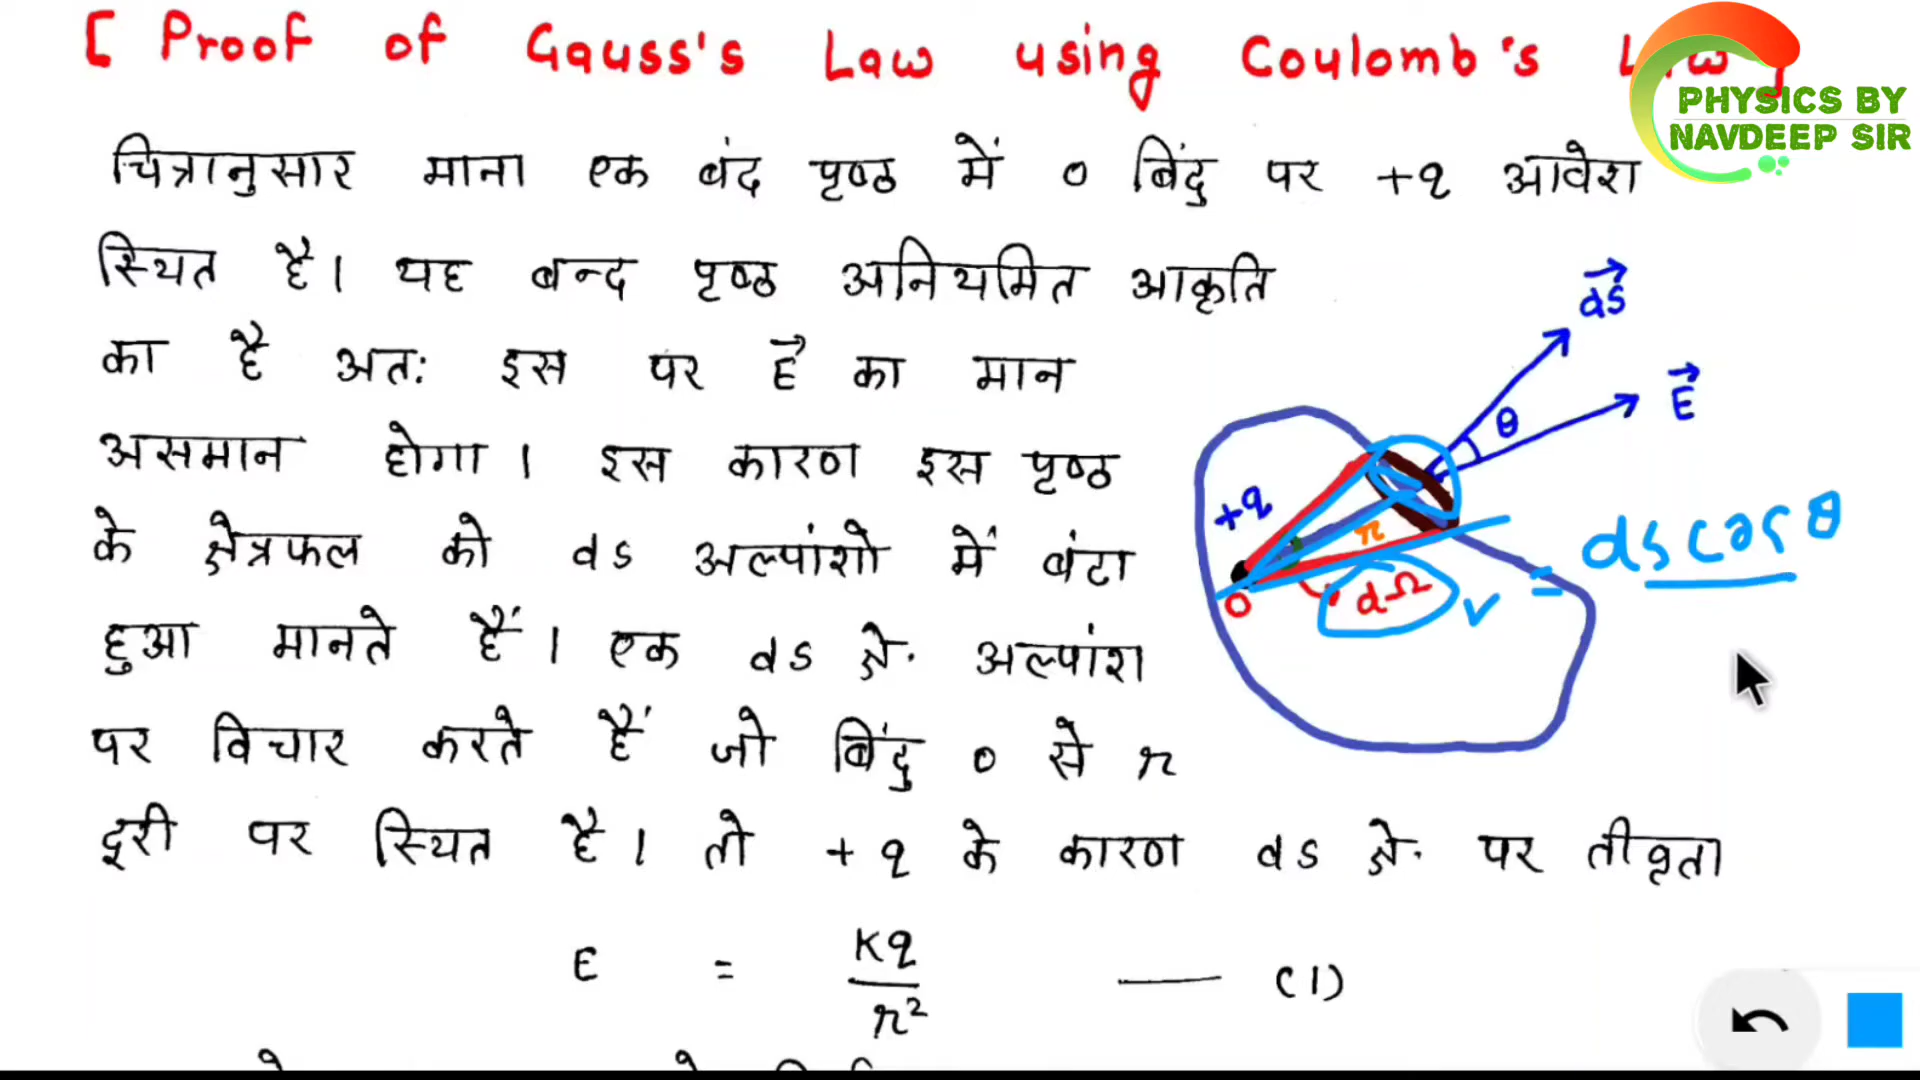 [ Proof of Gauss's Law using Coulomb's Law ]
PHYSICS BY
NAVDEEP SIR
चित्रानुसार माना एक बंद पृष्ठ में O बिंदु पर +q आवेश
स्थित है। यह बन्द पृष्ठ अनियमित आकृति
का है अतः इस पर E⃗ का मान
असमान होगा। इस कारण इस पृष्ठ
के क्षेत्रफल को ds अल्पांशो में बंटा
हुआ मानते हैं। एक ds क्षे. अल्पांश
पर विचार करते हैं जो बिंदु O से r
दूरी पर स्थित है। तो +q के कारण ds क्षे. पर तीव्रता
E = Kq/r² —— (1)
ds⃗
E⃗
θ
+q
r
O
dΩ
= ds cos θ